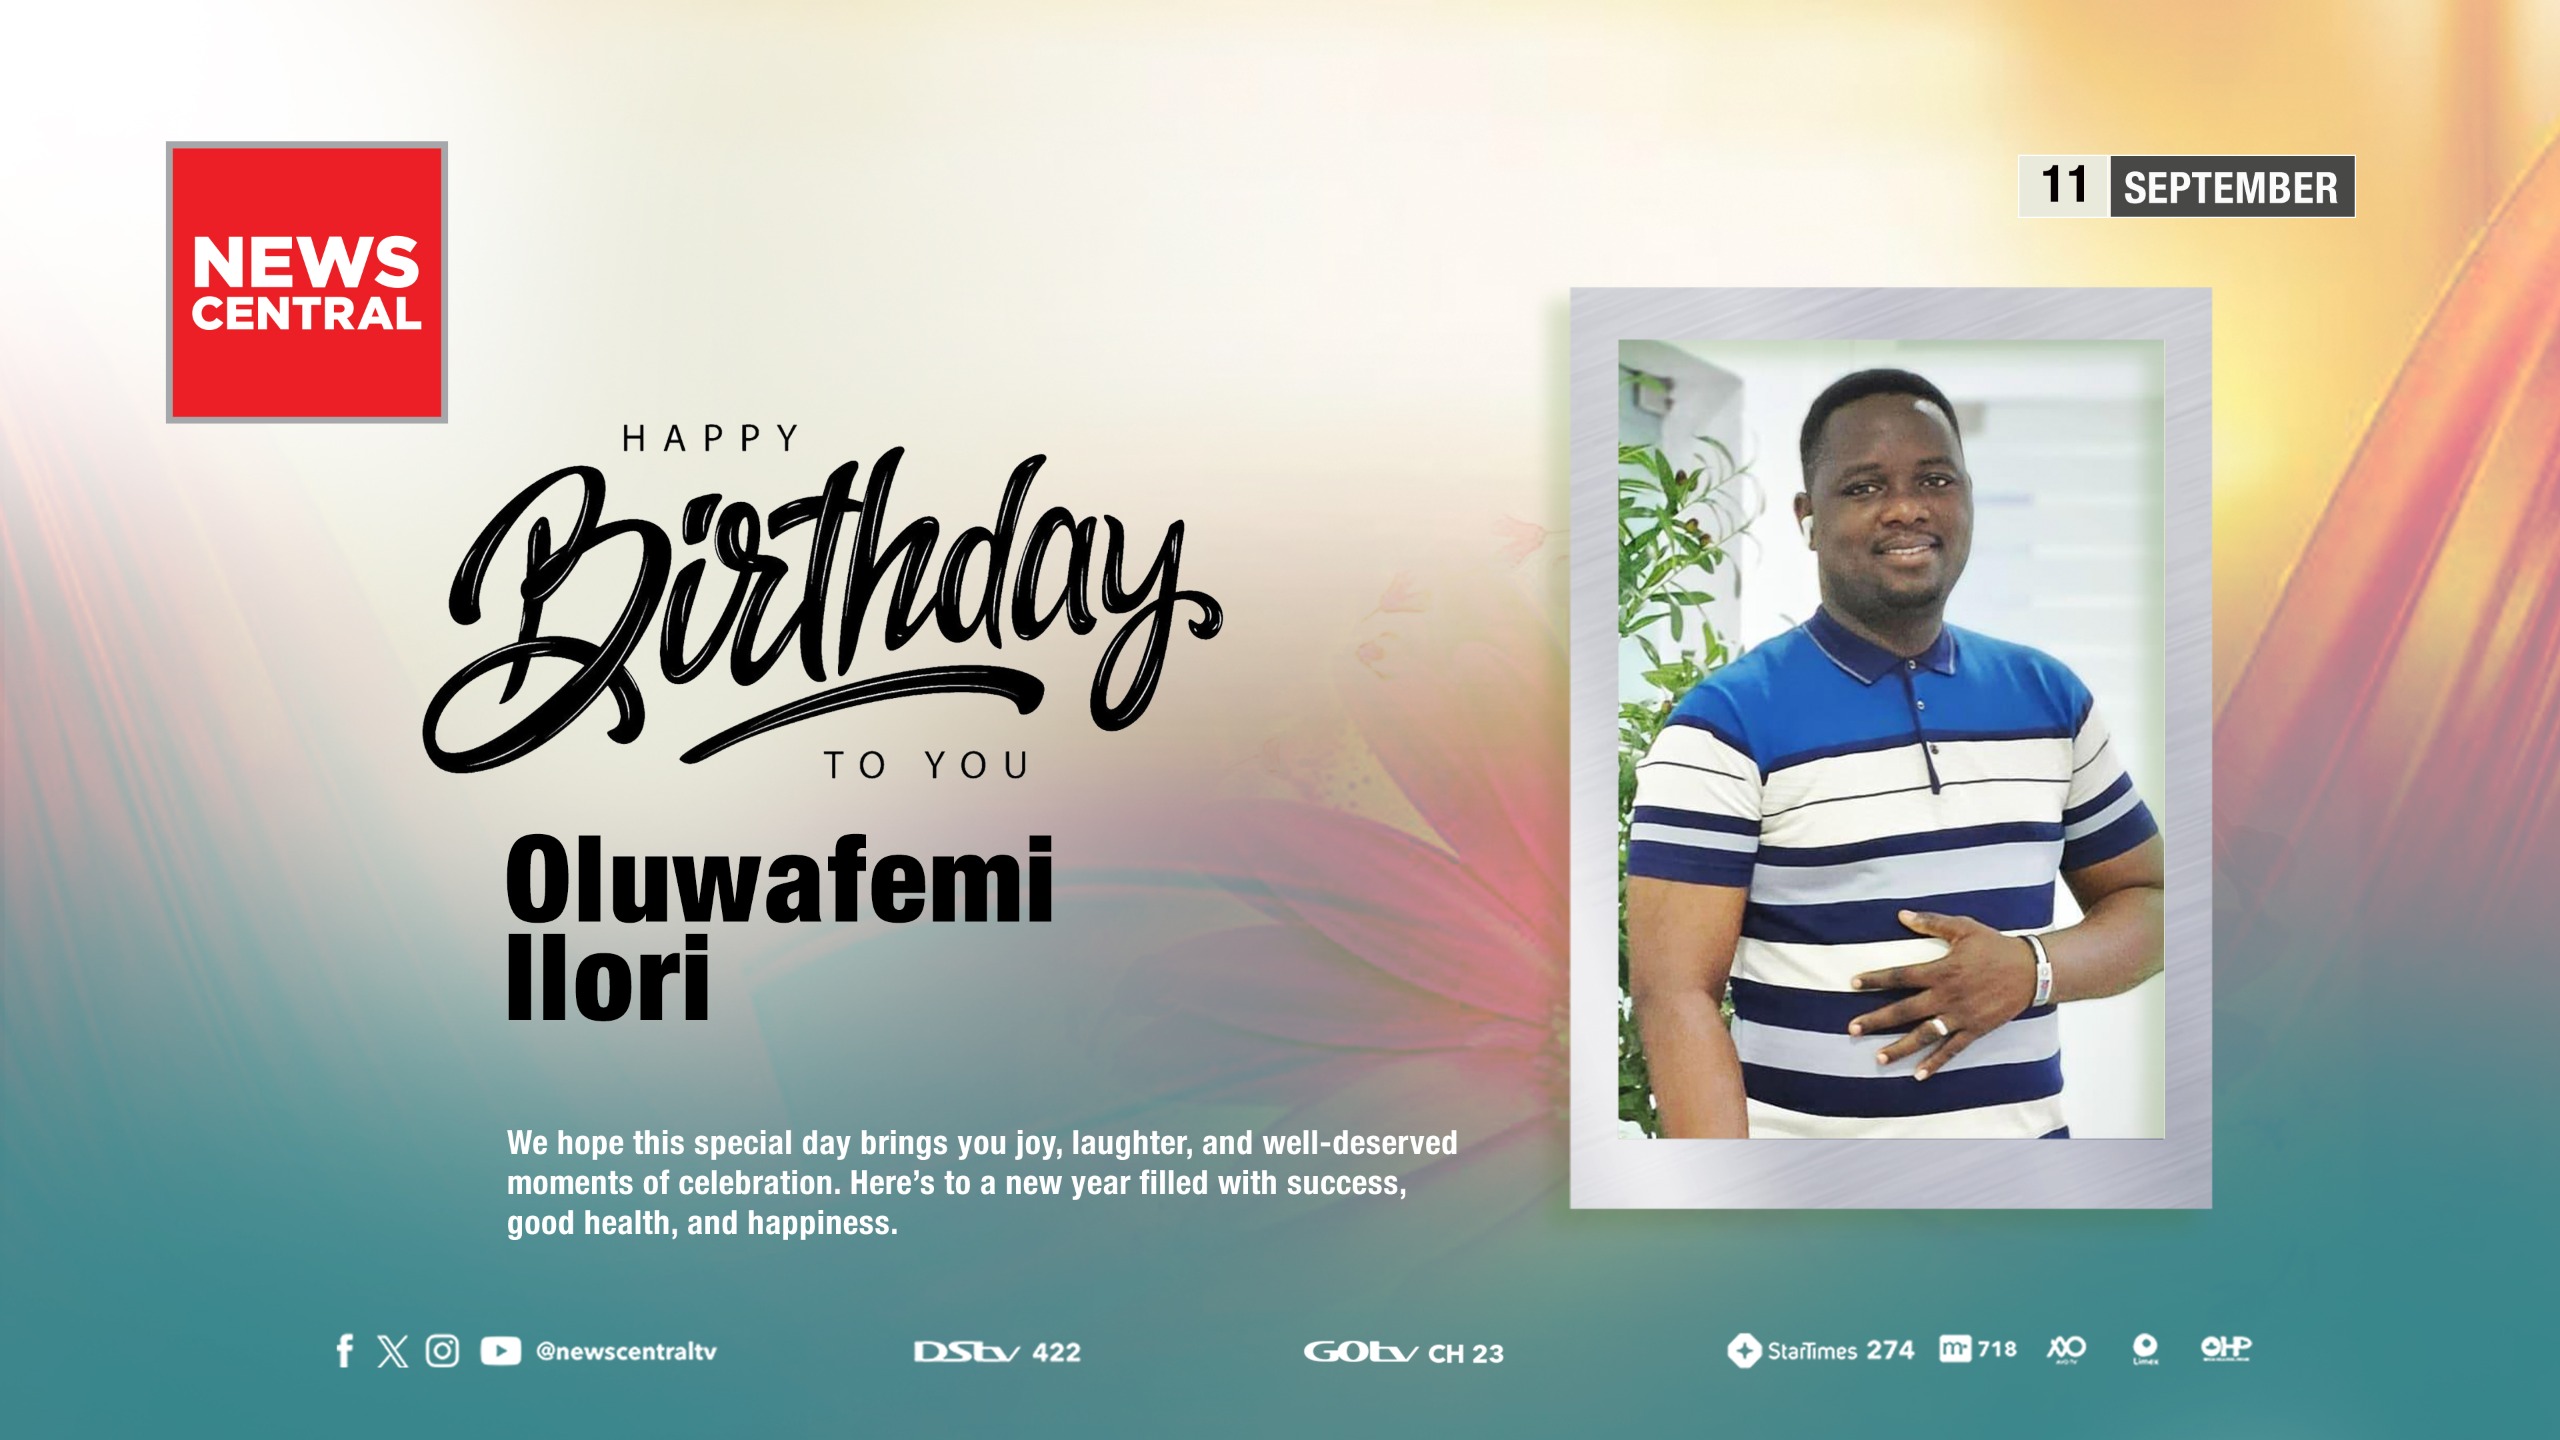 NEWS
CENTRAL
11 SEPTEMBER
HAPPY
Birthday
TO YOU
Oluwafemi
Ilori
We hope this special day brings you joy, laughter, and well-deserved
moments of celebration. Here’s to a new year filled with success,
good health, and happiness.
@newscentraltv DStv 422 GOtv CH 23 StarTimes 274 718 Limex OHP